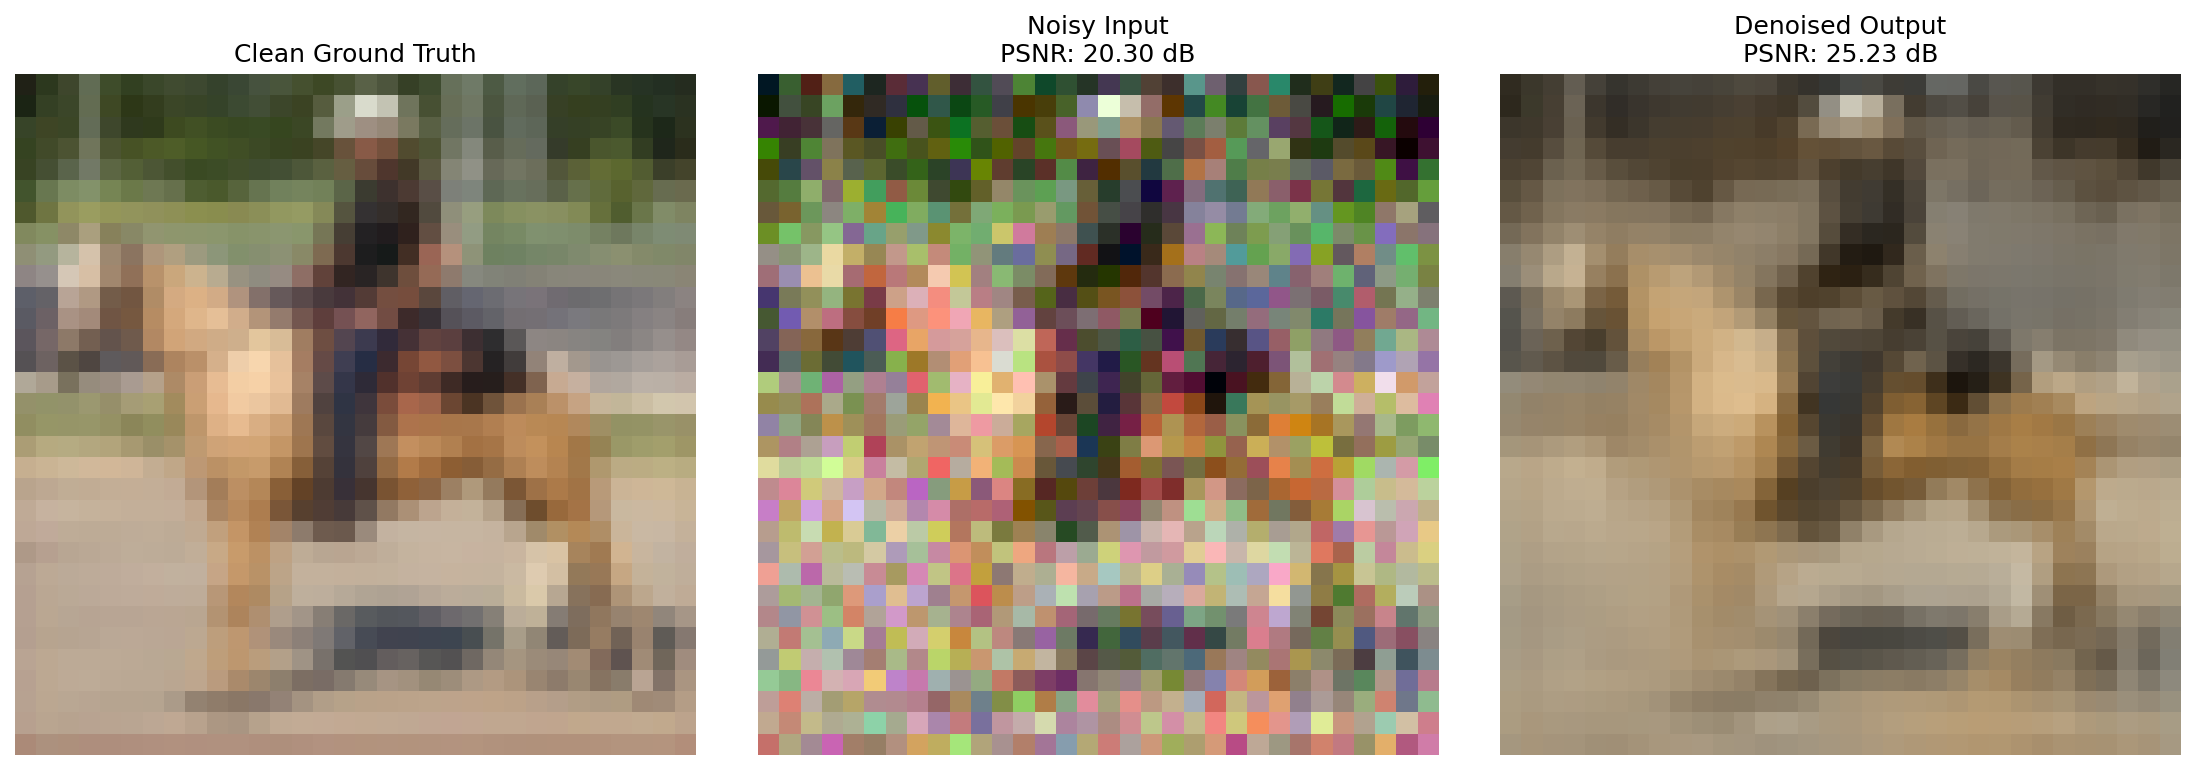 Clean Ground Truth
Noisy Input
PSNR: 20.30 dB
Denoised Output
PSNR: 25.23 dB